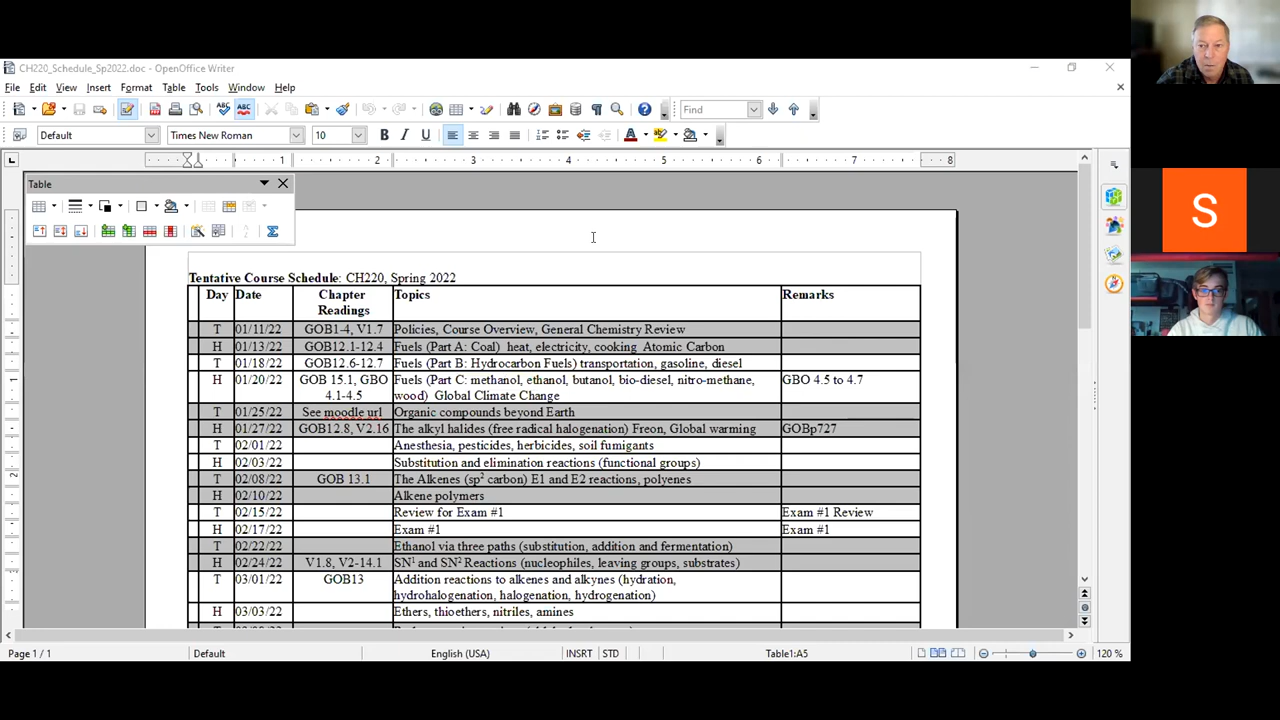 CH220_Schedule_Sp2022.doc - OpenOffice Writer
File Edit View Insert Format Table Tools Window Help
Find
Default Times New Roman 10
1 2 3 4 5 6 7 8
Table
Tentative Course Schedule: CH220, Spring 2022
Day Date Chapter Readings Topics Remarks
T 01/11/22 GOB1-4, V1.7 Policies, Course Overview, General Chemistry Review
H 01/13/22 GOB12.1-12.4 Fuels (Part A: Coal) heat, electricity, cooking Atomic Carbon
T 01/18/22 GOB12.6-12.7 Fuels (Part B: Hydrocarbon Fuels) transportation, gasoline, diesel
H 01/20/22 GOB 15.1, GBO Fuels (Part C: methanol, ethanol, butanol, bio-diesel, nitro-methane, GBO 4.5 to 4.7
4.1-4.5 wood) Global Climate Change
T 01/25/22 See moodle url Organic compounds beyond Earth
H 01/27/22 GOB12.8, V2.16 The alkyl halides (free radical halogenation) Freon, Global warming GOBp727
T 02/01/22 Anesthesia, pesticides, herbicides, soil fumigants
H 02/03/22 Substitution and elimination reactions (functional groups)
T 02/08/22 GOB 13.1 The Alkenes (sp² carbon) E1 and E2 reactions, polyenes
H 02/10/22 Alkene polymers
T 02/15/22 Review for Exam #1 Exam #1 Review
H 02/17/22 Exam #1 Exam #1
T 02/22/22 Ethanol via three paths (substitution, addition and fermentation)
H 02/24/22 V1.8, V2-14.1 SN¹ and SN² Reactions (nucleophiles, leaving groups, substrates)
T 03/01/22 GOB13 Addition reactions to alkenes and alkynes (hydration,
hydrohalogenation, halogenation, hydrogenation)
H 03/03/22 Ethers, thioethers, nitriles, amines
Page 1 / 1 Default English (USA) INSRT STD Table1:A5 120 %
S